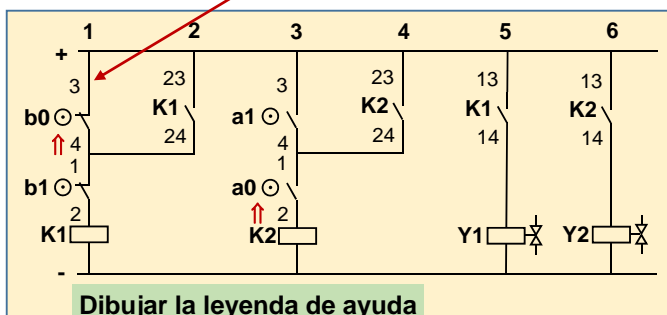 1 2 3 4 5 6
+
3 23 3 23 13 13
b0 K1 a1 K2 K1 K2
4 24 4 24 14 14
1 1
b1 a0
2 2
K1 K2 Y1 Y2
-
Dibujar la leyenda de ayuda